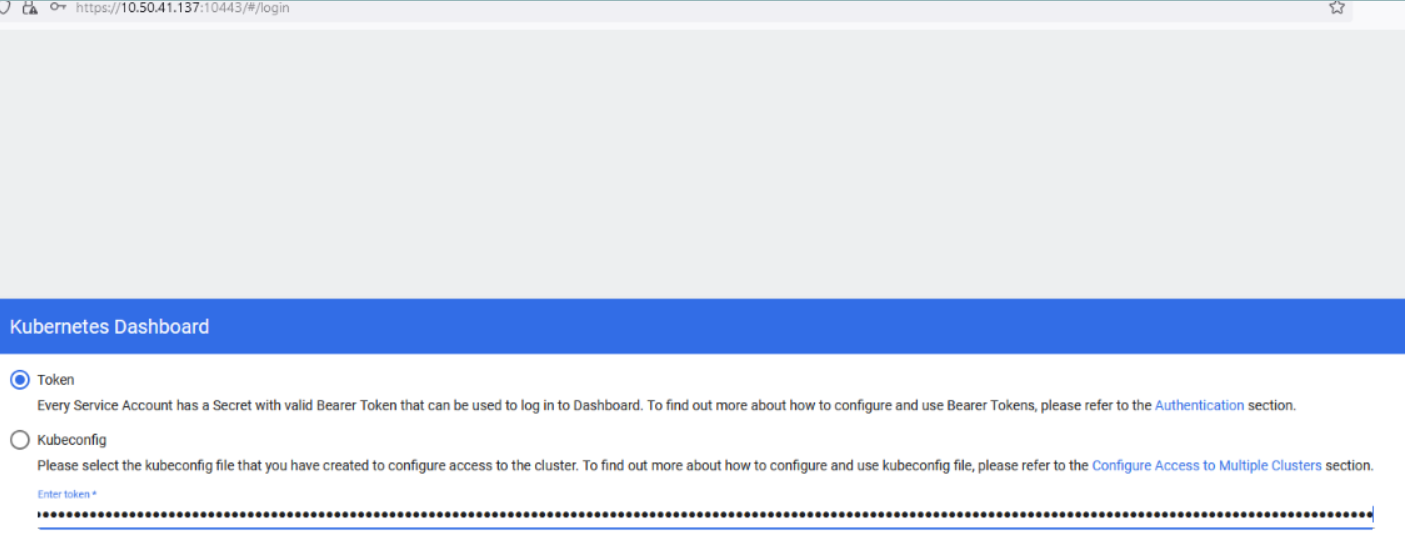 https://10.50.41.137:10443/#/login
Kubernetes Dashboard
Token
Every Service Account has a Secret with valid Bearer Token that can be used to log in to Dashboard. To find out more about how to configure and use Bearer Tokens, please refer to the Authentication section.
Kubeconfig
Please select the kubeconfig file that you have created to configure access to the cluster. To find out more about how to configure and use kubeconfig file, please refer to the Configure Access to Multiple Clusters section.
Enter token *